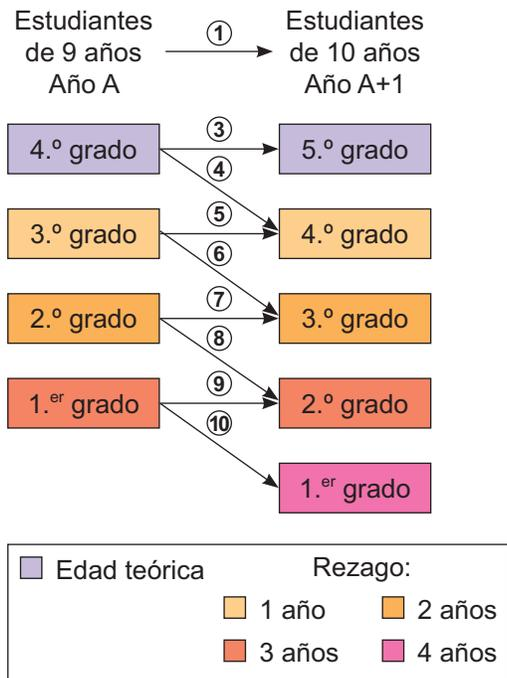 Estudiantes
de 9 años
Año A
①
Estudiantes
de 10 años
Año A+1
4.º grado
③
5.º grado
④
3.º grado
⑤
4.º grado
⑥
2.º grado
⑦
3.º grado
⑧
1.er grado
⑨
2.º grado
⑩
1.er grado
Edad teórica
Rezago:
1 año
2 años
3 años
4 años